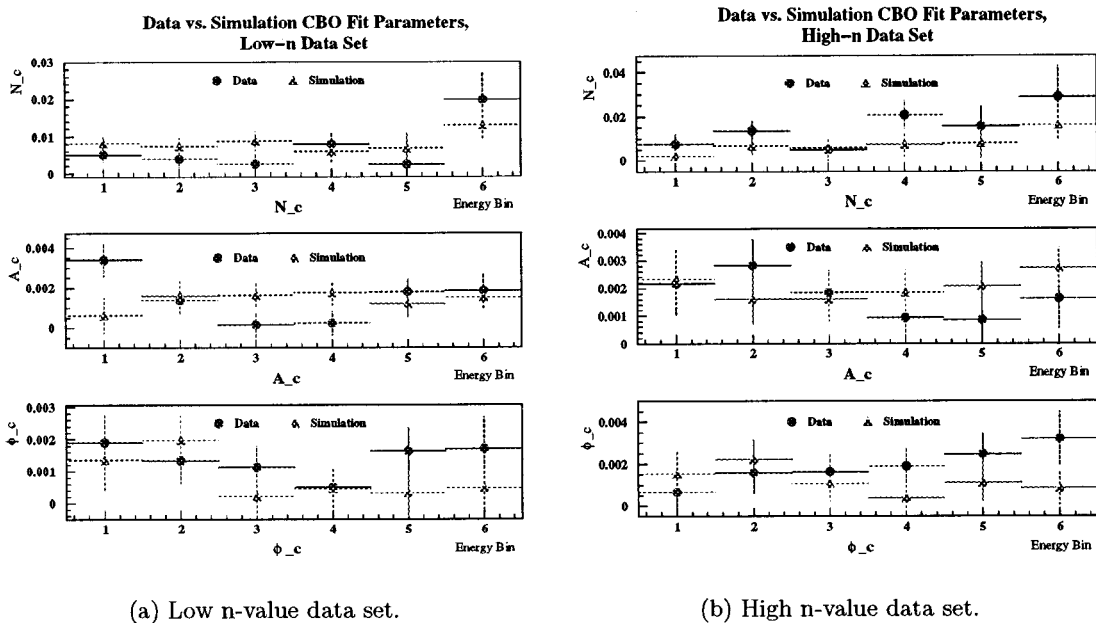 Data vs. Simulation CBO Fit Parameters,
Low−n Data Set
N_c
0.03
0.02
0.01
0
Data
Simulation
1 2 3 4 5 6
N_c
Energy Bin
A_c
0.004
0.002
0
Data
Simulation
1 2 3 4 5 6
A_c
Energy Bin
ϕ_c
0.003
0.002
0.001
0
Data
Simulation
1 2 3 4 5 6
ϕ_c
Energy Bin
(a) Low n-value data set.
Data vs. Simulation CBO Fit Parameters,
High−n Data Set
N_c
0.04
0.02
0
Data
Simulation
1 2 3 4 5 6
N_c
Energy Bin
A_c
0.004
0.003
0.002
0.001
0
Data
Simulation
1 2 3 4 5 6
A_c
Energy Bin
ϕ_c
0.004
0.002
0
Data
Simulation
1 2 3 4 5 6
ϕ_c
Energy Bin
(b) High n-value data set.